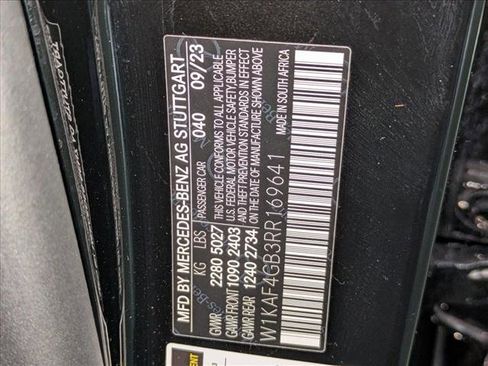 MFD BY MERCEDES-BENZ AG STUTTGART
040 09/23
KG LBS PASSENGER CAR
GVWR 2280 5027 THIS VEHICLE CONFORMS TO ALL APPLICABLE
GAWR FRONT 1090 2403 U.S. FEDERAL MOTOR VEHICLE SAFETY, BUMPER
GAWR REAR 1240 2734 AND THEFT PREVENTION STANDARDS IN EFFECT
ON THE DATE OF MANUFACTURE SHOWN ABOVE
W1KAF4GB3RR169641 MADE IN SOUTH AFRICA